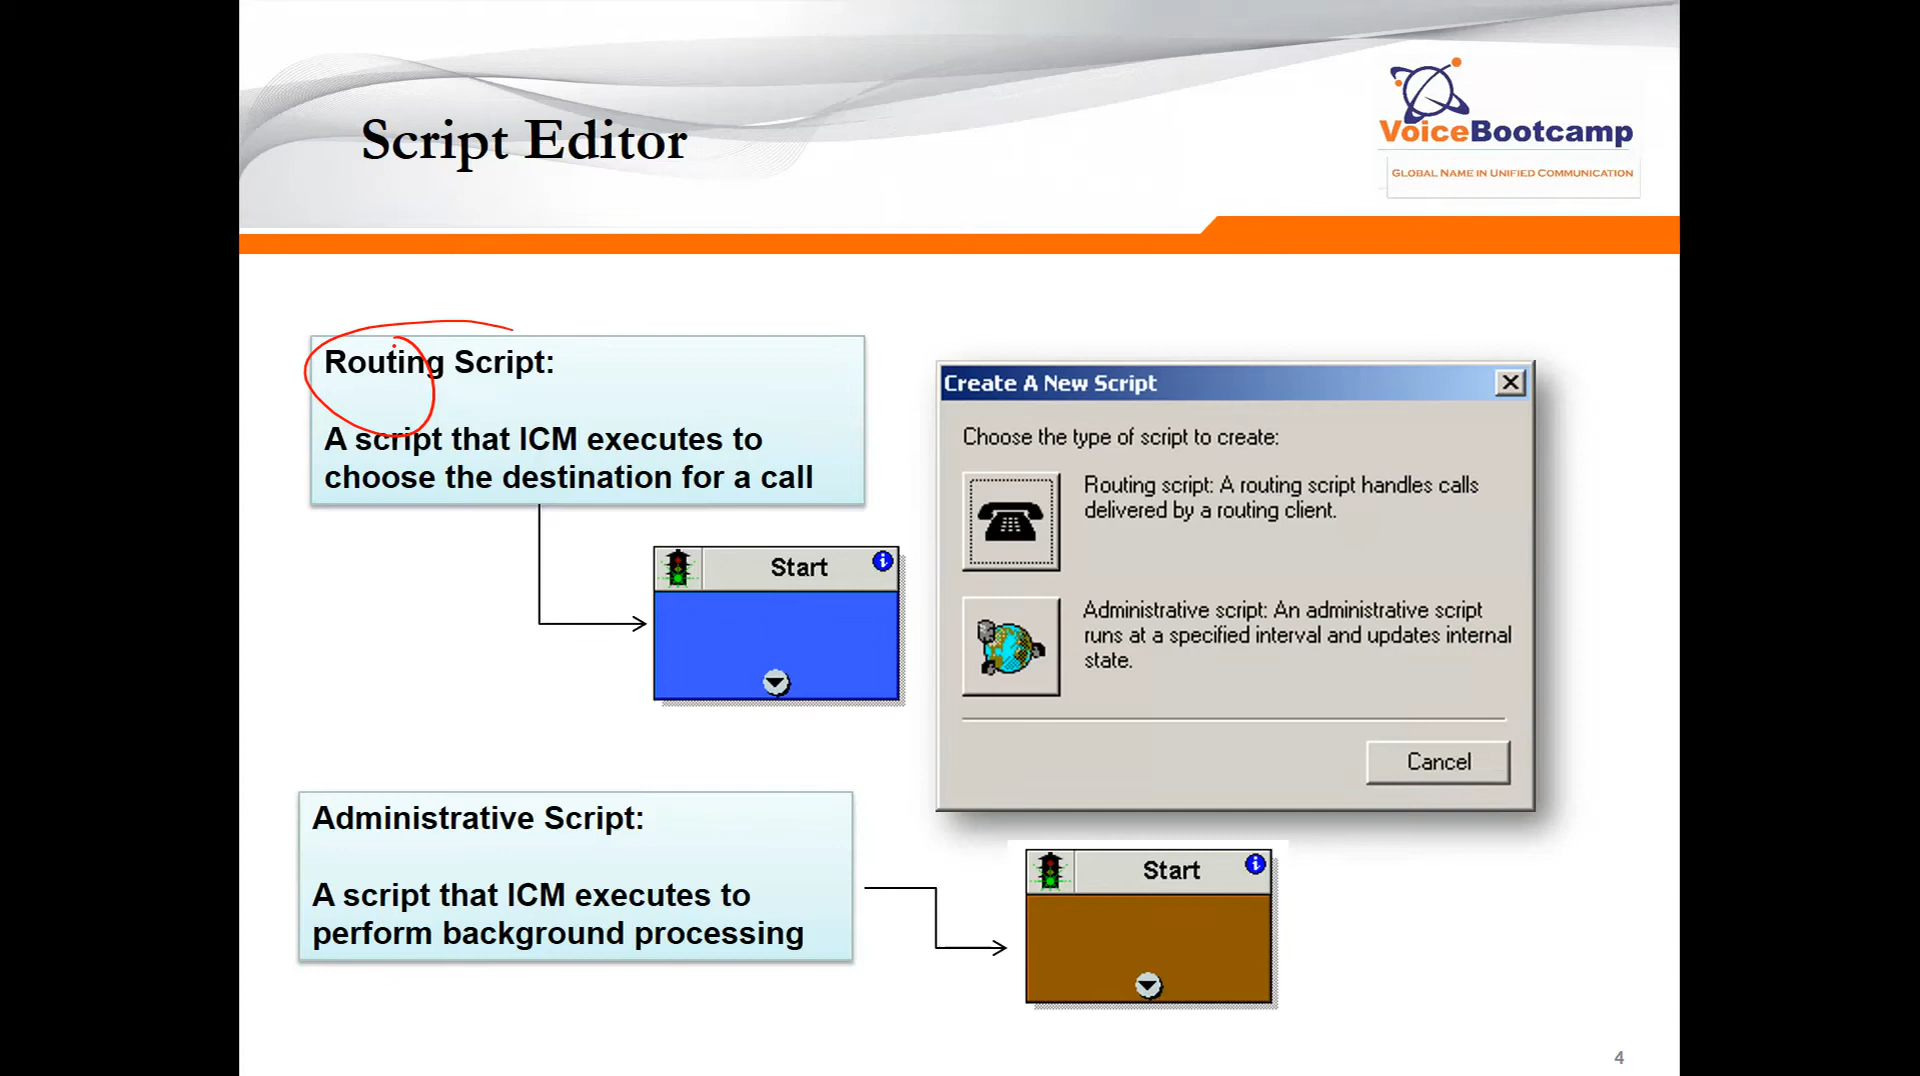 Script Editor
VoiceBootcamp
GLOBAL NAME IN UNIFIED COMMUNICATION
Routing Script:
A script that ICM executes to
choose the destination for a call
Start
Create A New Script
Choose the type of script to create:
Routing script: A routing script handles calls
delivered by a routing client.
Administrative script: An administrative script
runs at a specified interval and updates internal
state.
Cancel
Administrative Script:
A script that ICM executes to
perform background processing
Start
4